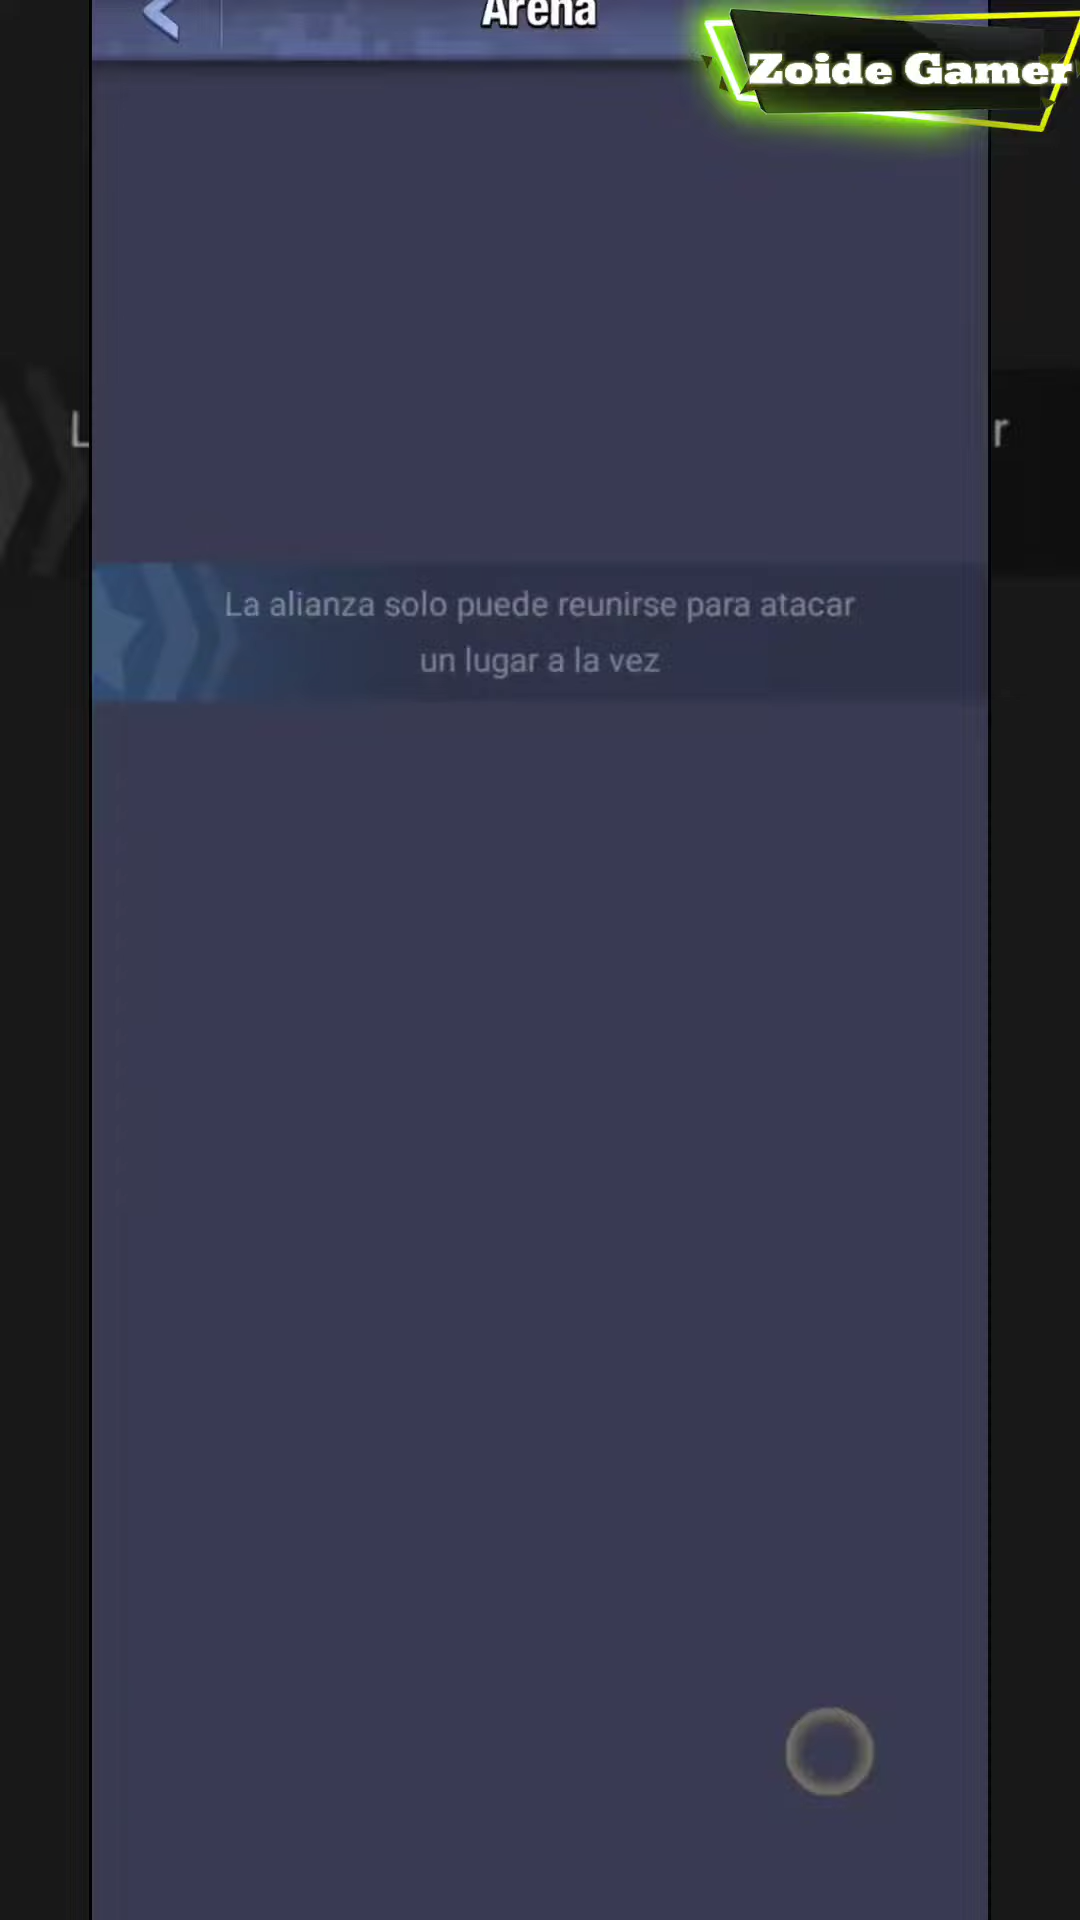 Arena
Zoide Gamer
L
r
La alianza solo puede reunirse para atacar
un lugar a la vez